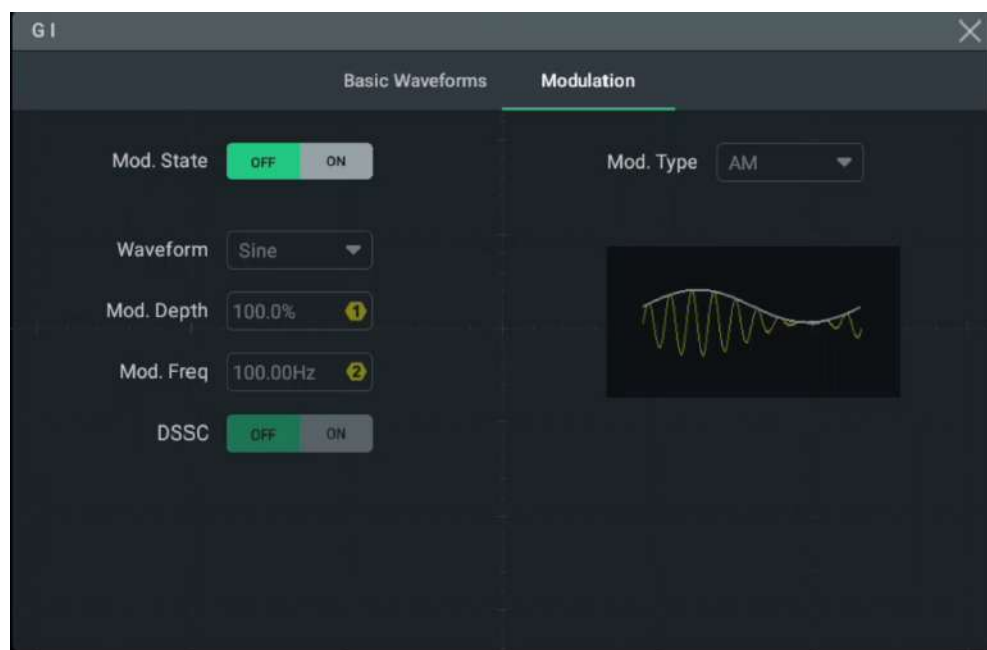 G I
Basic Waveforms Modulation
Mod. State OFF ON Mod. Type AM
Waveform Sine
Mod. Depth 100.0% 1
Mod. Freq 100.00Hz 2
DSSC OFF ON